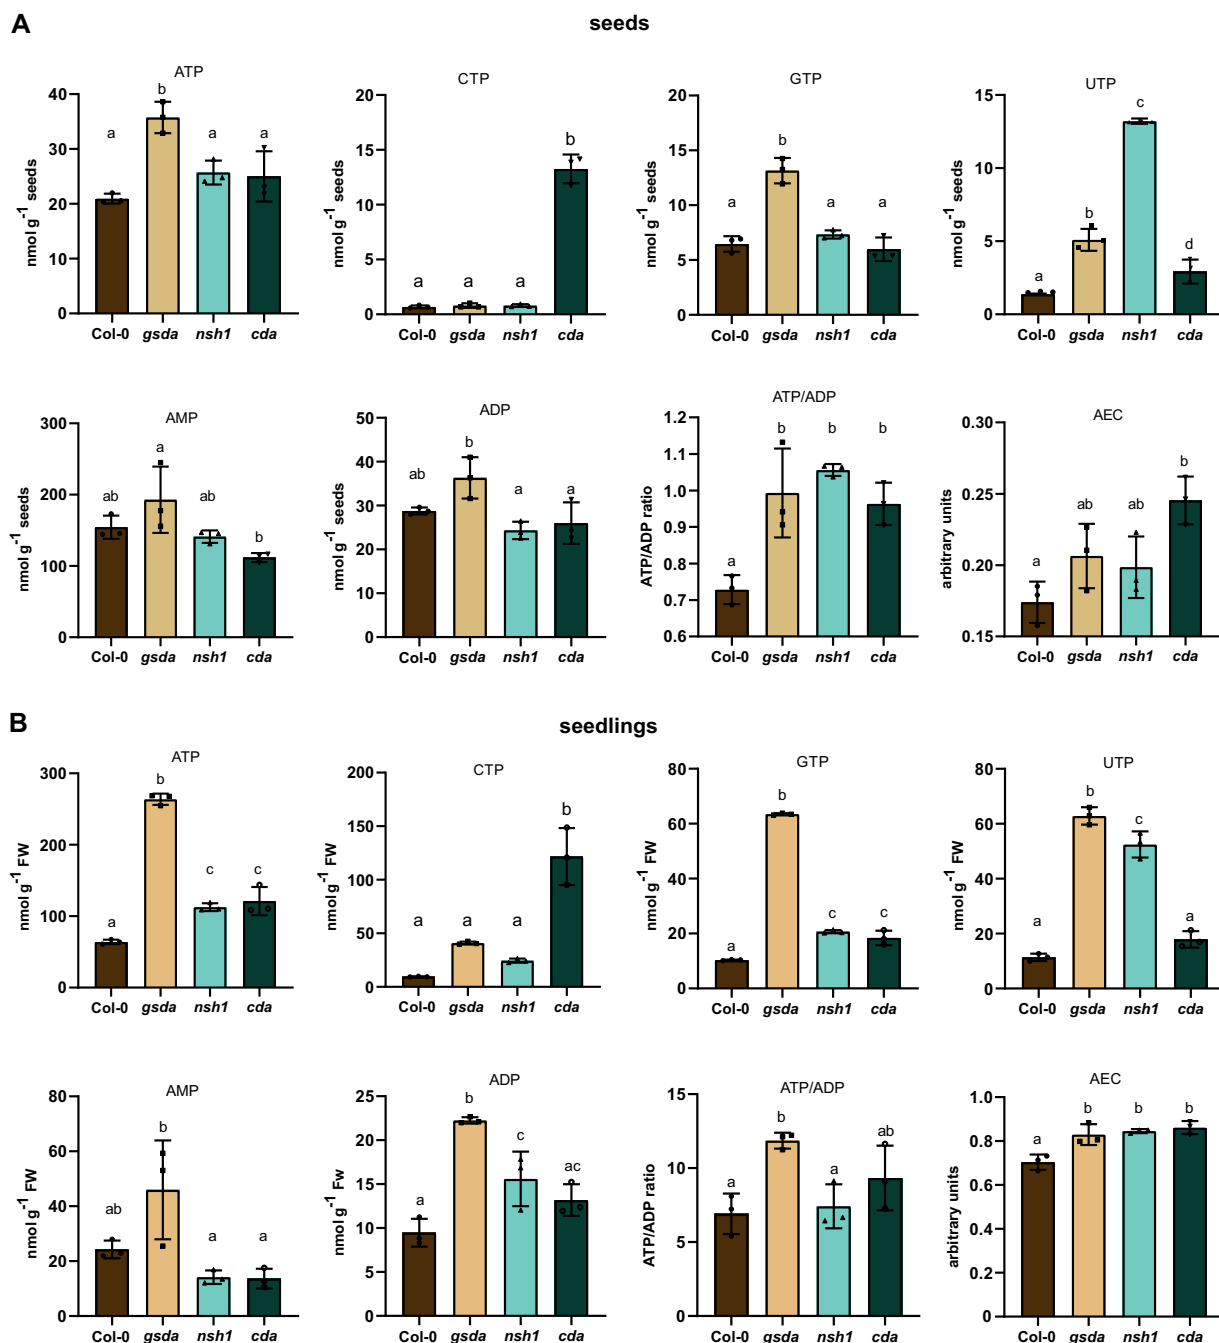 A
seeds
ATP
nmol g⁻¹ seeds
40
30
20
10
0
a
b
a
a
Col-0 gsda nsh1 cda
CTP
nmol g⁻¹ seeds
20
15
10
5
0
a
a
a
b
Col-0 gsda nsh1 cda
GTP
nmol g⁻¹ seeds
20
15
10
5
0
a
b
a
a
Col-0 gsda nsh1 cda
UTP
nmol g⁻¹ seeds
15
10
5
0
a
b
c
d
Col-0 gsda nsh1 cda
AMP
nmol g⁻¹ seeds
300
200
100
0
ab
a
ab
b
Col-0 gsda nsh1 cda
ADP
nmol g⁻¹ seeds
50
40
30
20
10
0
ab
b
a
a
Col-0 gsda nsh1 cda
ATP/ADP
ATP/ADP ratio
1.2
1.1
1.0
0.9
0.8
0.7
0.6
a
b
b
b
Col-0 gsda nsh1 cda
AEC
arbitrary units
0.30
0.25
0.20
0.15
a
ab
ab
b
Col-0 gsda nsh1 cda
B
seedlings
ATP
nmol g⁻¹ FW
300
200
100
0
a
b
c
c
Col-0 gsda nsh1 cda
CTP
nmol g⁻¹ FW
200
150
100
50
0
a
a
a
b
Col-0 gsda nsh1 cda
GTP
nmol g⁻¹ FW
80
60
40
20
0
a
b
c
c
Col-0 gsda nsh1 cda
UTP
nmol g⁻¹ FW
80
60
40
20
0
a
b
c
a
Col-0 gsda nsh1 cda
AMP
nmol g⁻¹ FW
80
60
40
20
0
ab
b
a
a
Col-0 gsda nsh1 cda
ADP
nmol g⁻¹ Fw
25
20
15
10
5
0
a
b
c
ac
Col-0 gsda nsh1 cda
ATP/ADP
ATP/ADP ratio
15
10
5
0
a
b
a
ab
Col-0 gsda nsh1 cda
AEC
arbitrary units
1.0
0.8
0.6
0.4
0.2
0.0
a
b
b
b
Col-0 gsda nsh1 cda